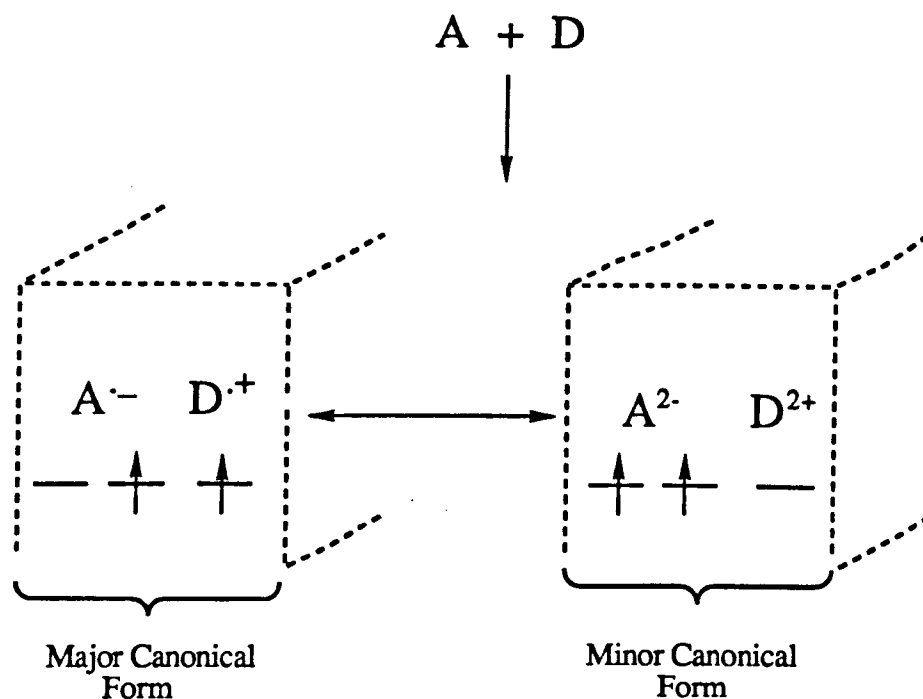 A + D
A·− D·+
A2- D2+
Major Canonical
Form
Minor Canonical
Form